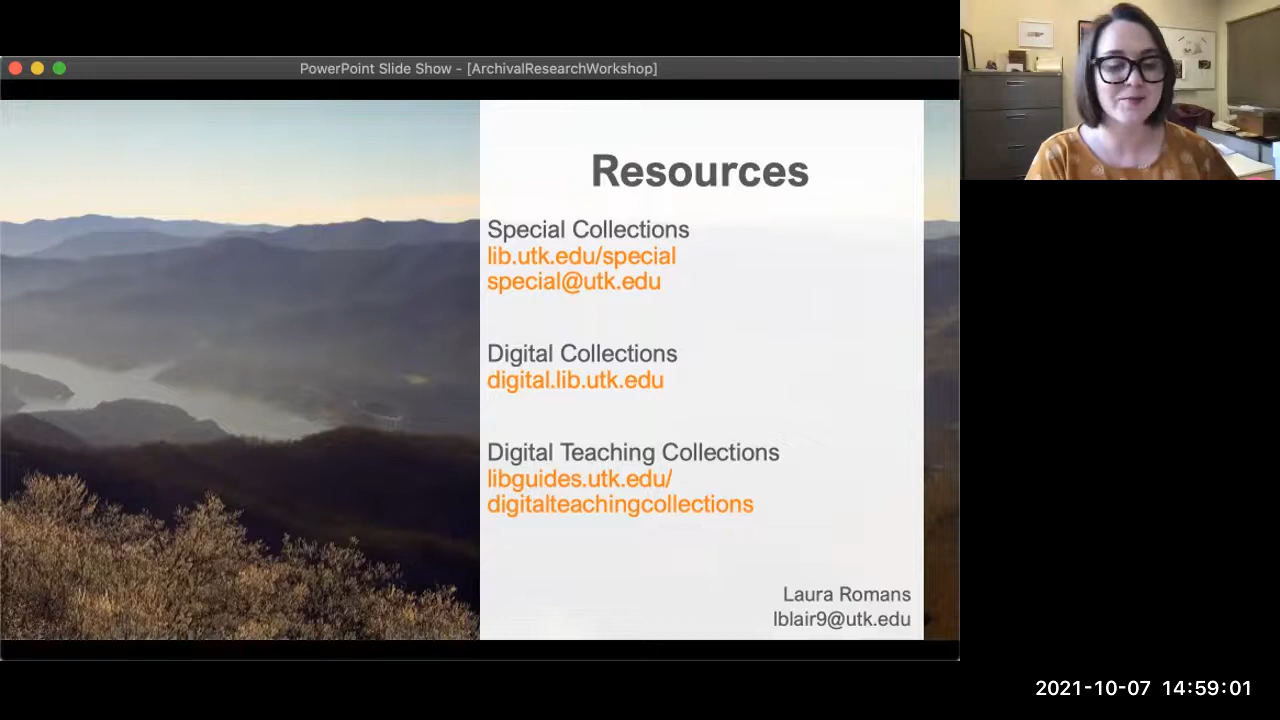 PowerPoint Slide Show - [ArchivalResearchWorkshop]
Resources
Special Collections
lib.utk.edu/special
special@utk.edu
Digital Collections
digital.lib.utk.edu
Digital Teaching Collections
libguides.utk.edu/
digitalteachingcollections
Laura Romans
lblair9@utk.edu
2021-10-07 14:59:01